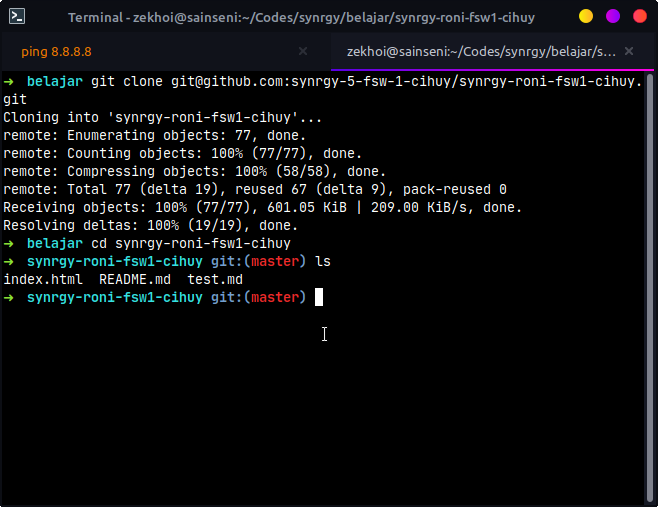 Terminal - zekhoi@sainseni:~/Codes/synrgy/belajar/synrgy-roni-fsw1-cihuy
ping 8.8.8.8
zekhoi@sainseni:~/Codes/synrgy/belajar/s...
➜ belajar git clone git@github.com:synrgy-5-fsw-1-cihuy/synrgy-roni-fsw1-cihuy.
git
Cloning into 'synrgy-roni-fsw1-cihuy'...
remote: Enumerating objects: 77, done.
remote: Counting objects: 100% (77/77), done.
remote: Compressing objects: 100% (58/58), done.
remote: Total 77 (delta 19), reused 67 (delta 9), pack-reused 0
Receiving objects: 100% (77/77), 601.05 KiB | 209.00 KiB/s, done.
Resolving deltas: 100% (19/19), done.
➜ belajar cd synrgy-roni-fsw1-cihuy
➜ synrgy-roni-fsw1-cihuy git:(master) ls
index.html README.md test.md
➜ synrgy-roni-fsw1-cihuy git:(master)